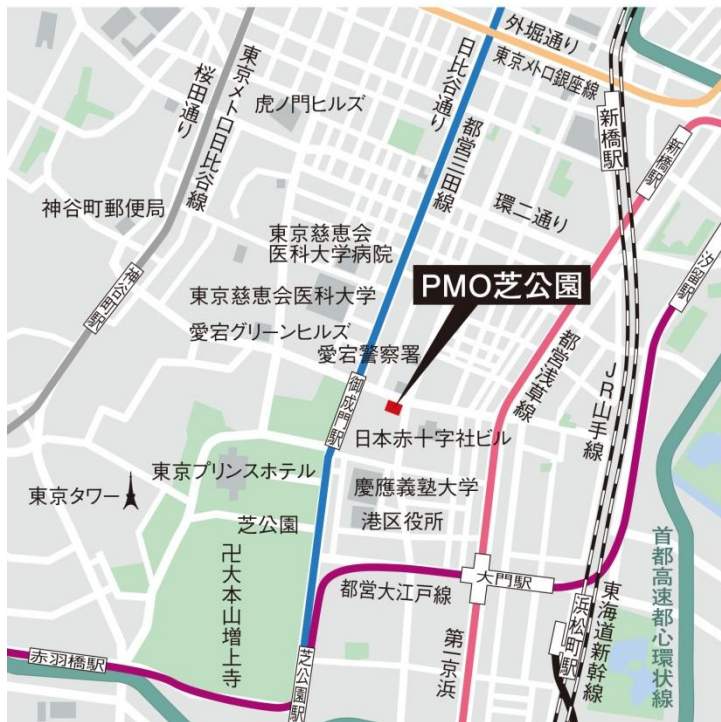 外堀通り
東京メトロ銀座線
日比谷通り
都営三田線
東京メトロ日比谷線
桜田通り
虎ノ門ヒルズ
新橋駅
新橋駅
環二通り
汐留駅
神谷町郵便局
神谷町駅
東京慈恵会
医科大学病院
東京慈恵会医科大学
愛宕グリーンヒルズ
愛宕警察署
PMO芝公園
御成門駅
都営浅草線
JR山手線
日本赤十字社ビル
東京プリンスホテル
慶應義塾大学
東京タワー
芝公園
港区役所
卍大本山増上寺
都営大江戸線
大門駅
首都高速都心環状線
東海道新幹線
浜松町駅
第一京浜
赤羽橋駅
芝公園駅